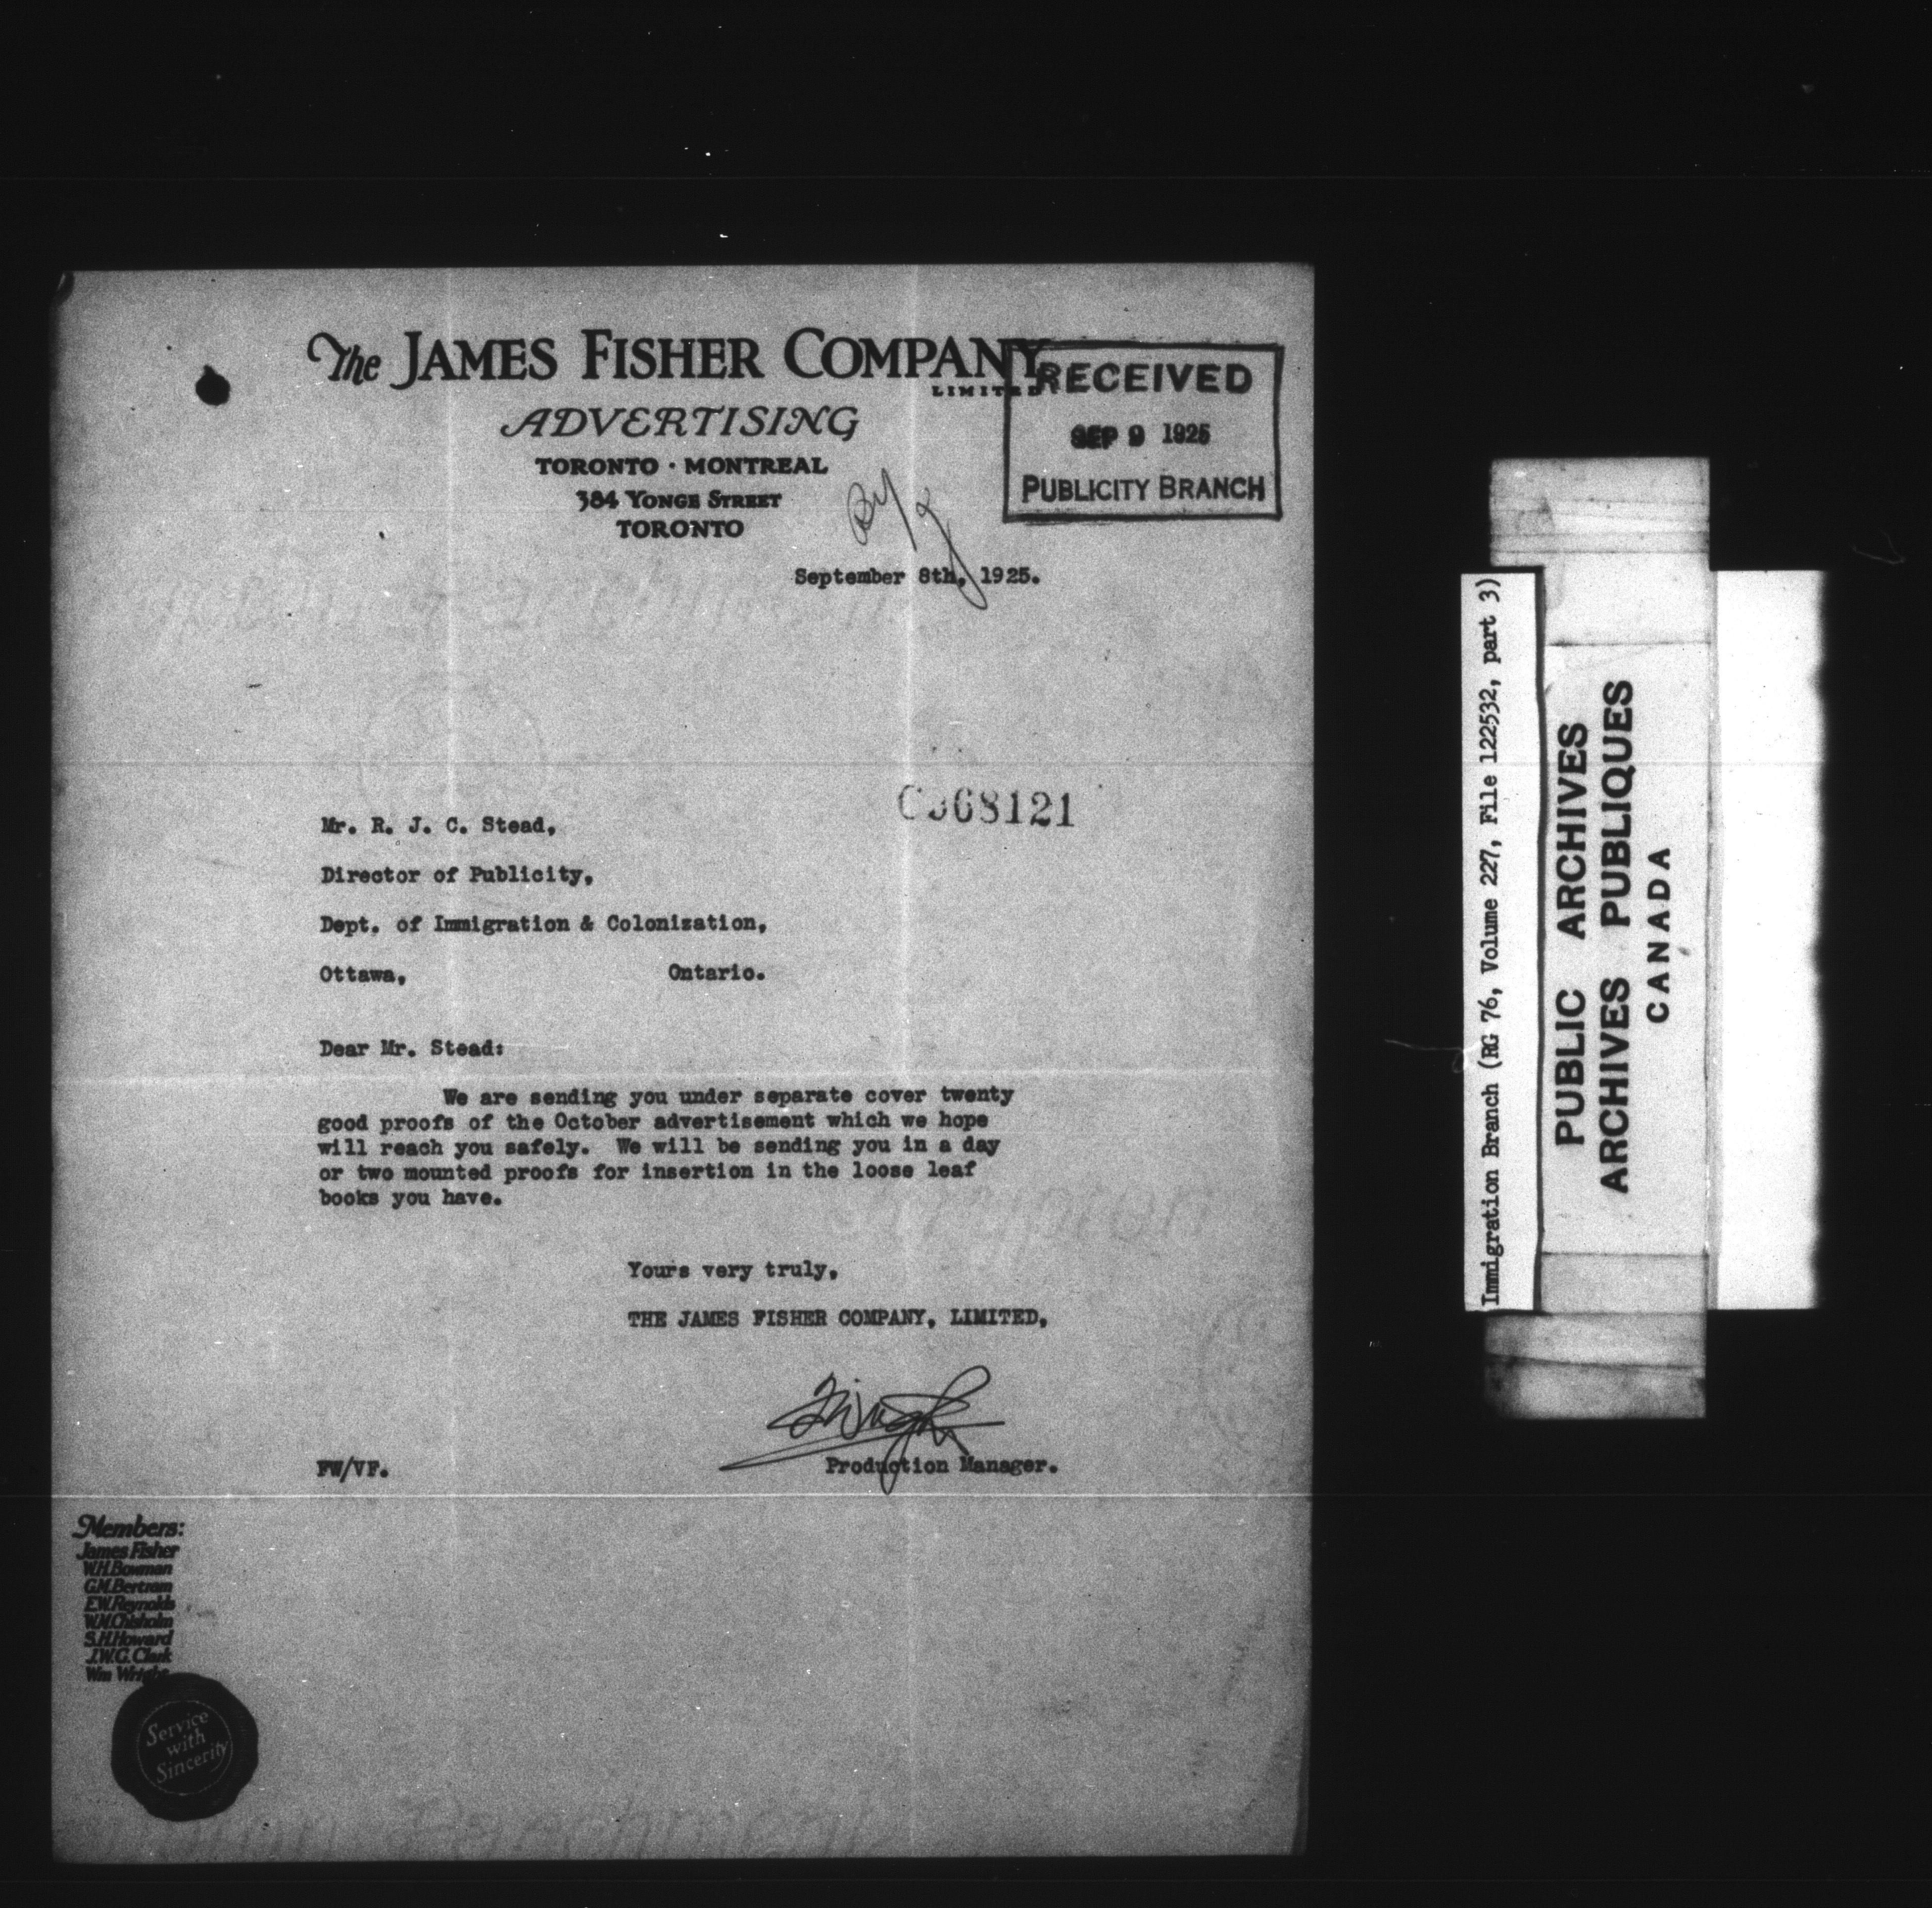 The JAMES FISHER COMPANY
LIMITED
ADVERTISING
TORONTO · MONTREAL
384 YONGE STREET
TORONTO
RECEIVED
SEP 9 1925
PUBLICITY BRANCH
September 8th, 1925.
C068121
Mr. R. J. C. Stead,
Director of Publicity,
Dept. of Immigration & Colonization,
Ottawa, Ontario.
Dear Mr. Stead:
We are sending you under separate cover twenty
good proofs of the October advertisement which we hope
will reach you safely. We will be sending you in a day
or two mounted proofs for insertion in the loose leaf
books you have.
Yours very truly,
THE JAMES FISHER COMPANY, LIMITED,
FW/VF.
Production Manager.
Members:
James Fisher
W.H.Bowman
G.M.Bertram
E.W.Reynolds
W.M.Chisholm
S.H.Howard
J.W.G. Clark
Wm Wright
Service
with
Sincerity
Immigration Branch (RG 76, Volume 227, File 122532, part 3)
PUBLIC ARCHIVES
ARCHIVES PUBLIQUES
CANADA